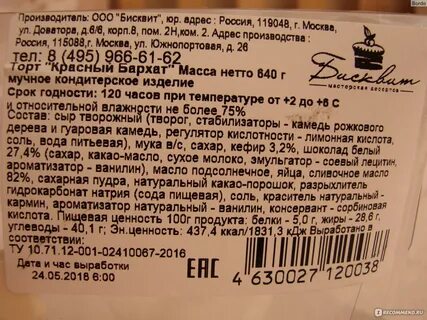 Производитель: ООО "Бисквит", юр. адрес: Россия, 119048, г. Москва,
ул. Доватора, д.6/6, корп.8, пом. 2Н, ком. 2. Адрес производства :
Россия, 115088,г. Москва, ул. Южнопортовая, д. 26
тел: 8 (495) 966-61-62
Торт "Красный Бархат" Масса нетто 640 г
мучное кондитерское изделие
Срок годности: 120 часов при температуре от +2 до +6 С
и относительной влажности не более 75%
Состав: сыр творожный (творог, стабилизаторы - камедь рожкового
дерева и гуаровая камедь, регулятор кислотности - лимонная кислота,
соль, вода питьевая), мука в/с, сахар, кефир 3,2%, шоколад белый
27,4% (сахар, какао-масло, сухое молоко, эмульгатор - соевый лецитин,
ароматизатор - ванилин), масло подсолнечное, яйца, сливочное масло
82%, сахарная пудра, натуральный какао-порошок, разрыхлитель
гидрокарбонат натрия (сода пищевая), соль, краситель натуральный -
кармин, ароматизатор натуральный - ванилин, консервант - сорбиновая
кислота. Пищевая ценность 100г продукта: белки - 5,0 г, жиры - 28,6 г,
углеводы - 40,1 г; Эн.ценность: 437,4 ккал/1831,3 кДж Выработано в
соответствии
ТУ 10.71.12-001-02410067-2016
Дата и час выработки
24.05.2018 6:00
EAC
4 630027 120038
Бисквит
мастерская десертов
Bordo
IRECOMMEND.RU